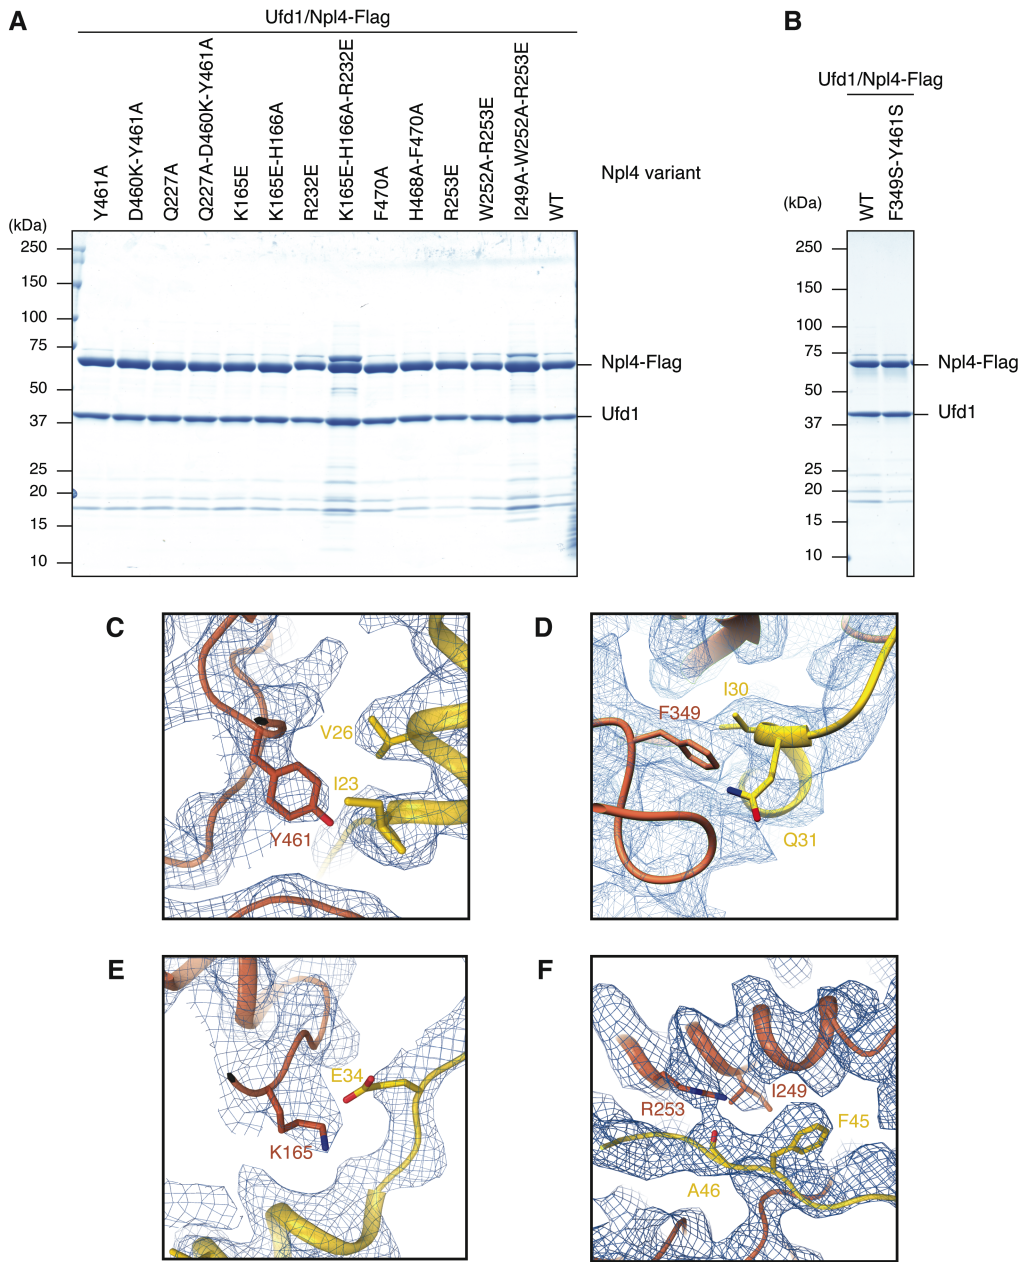 A
Ufd1/Npl4-Flag
B
Ufd1/Npl4-Flag
Y461A
D460K-Y461A
Q227A
Q227A-D460K-Y461A
K165E
K165E-H166A
R232E
K165E-H166A-R232E
F470A
H468A-F470A
R253E
W252A-R253E
I249A-W252A-R253E
WT
Npl4 variant
WT
F349S-Y461S
(kDa)
250
150
100
75
50
37
25
20
15
10
Npl4-Flag
Ufd1
(kDa)
250
150
100
75
50
37
25
20
15
10
Npl4-Flag
Ufd1
C
V26
I23
Y461
D
I30
F349
Q31
E
E34
K165
F
I249
R253
F45
A46